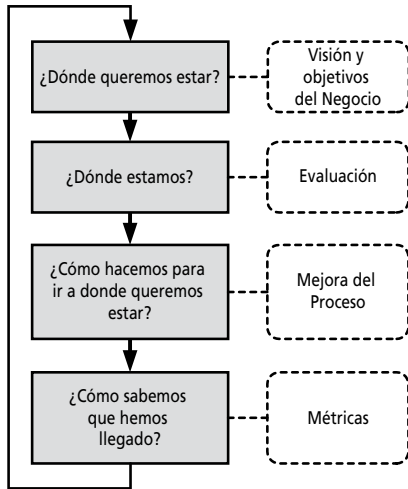 ¿Dónde queremos estar?
Visión y
objetivos
del Negocio
¿Dónde estamos?
Evaluación
¿Cómo hacemos para
ir a donde queremos
estar?
Mejora del
Proceso
¿Cómo sabemos
que hemos
llegado?
Métricas